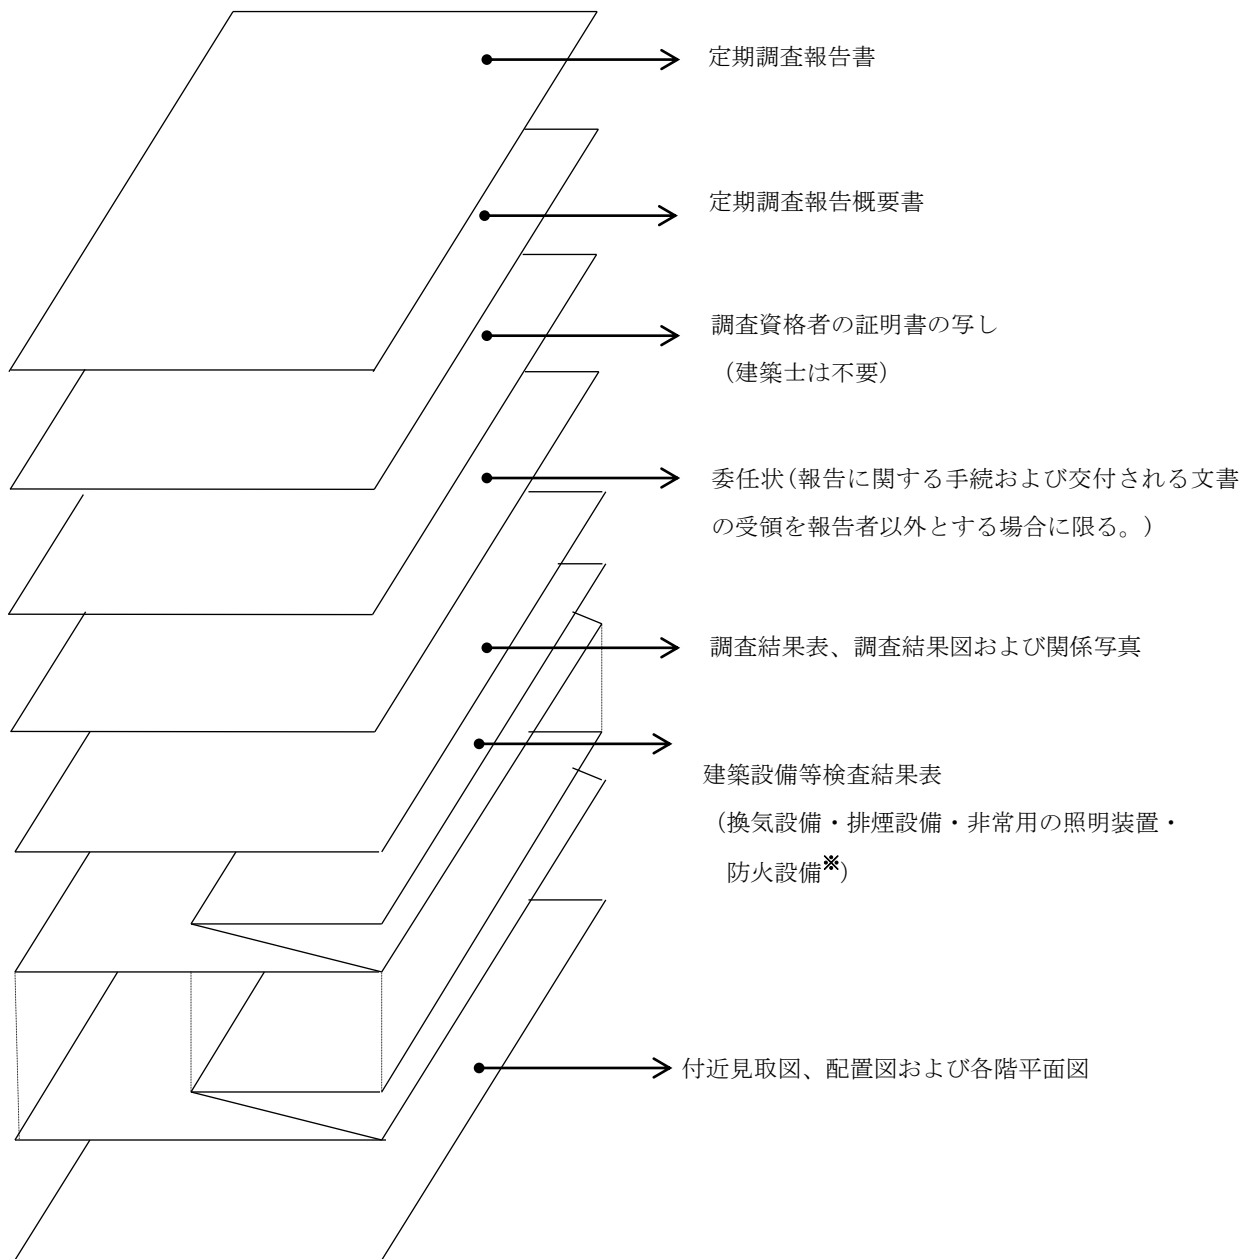 定期調査報告書
定期調査報告概要書
調査資格者の証明書の写し
（建築士は不要）
委任状（報告に関する手続および交付される文書
の受領を報告者以外とする場合に限る。）
調査結果表、調査結果図および関係写真
建築設備等検査結果表
（換気設備・排煙設備・非常用の照明装置・
防火設備※）
付近見取図、配置図および各階平面図